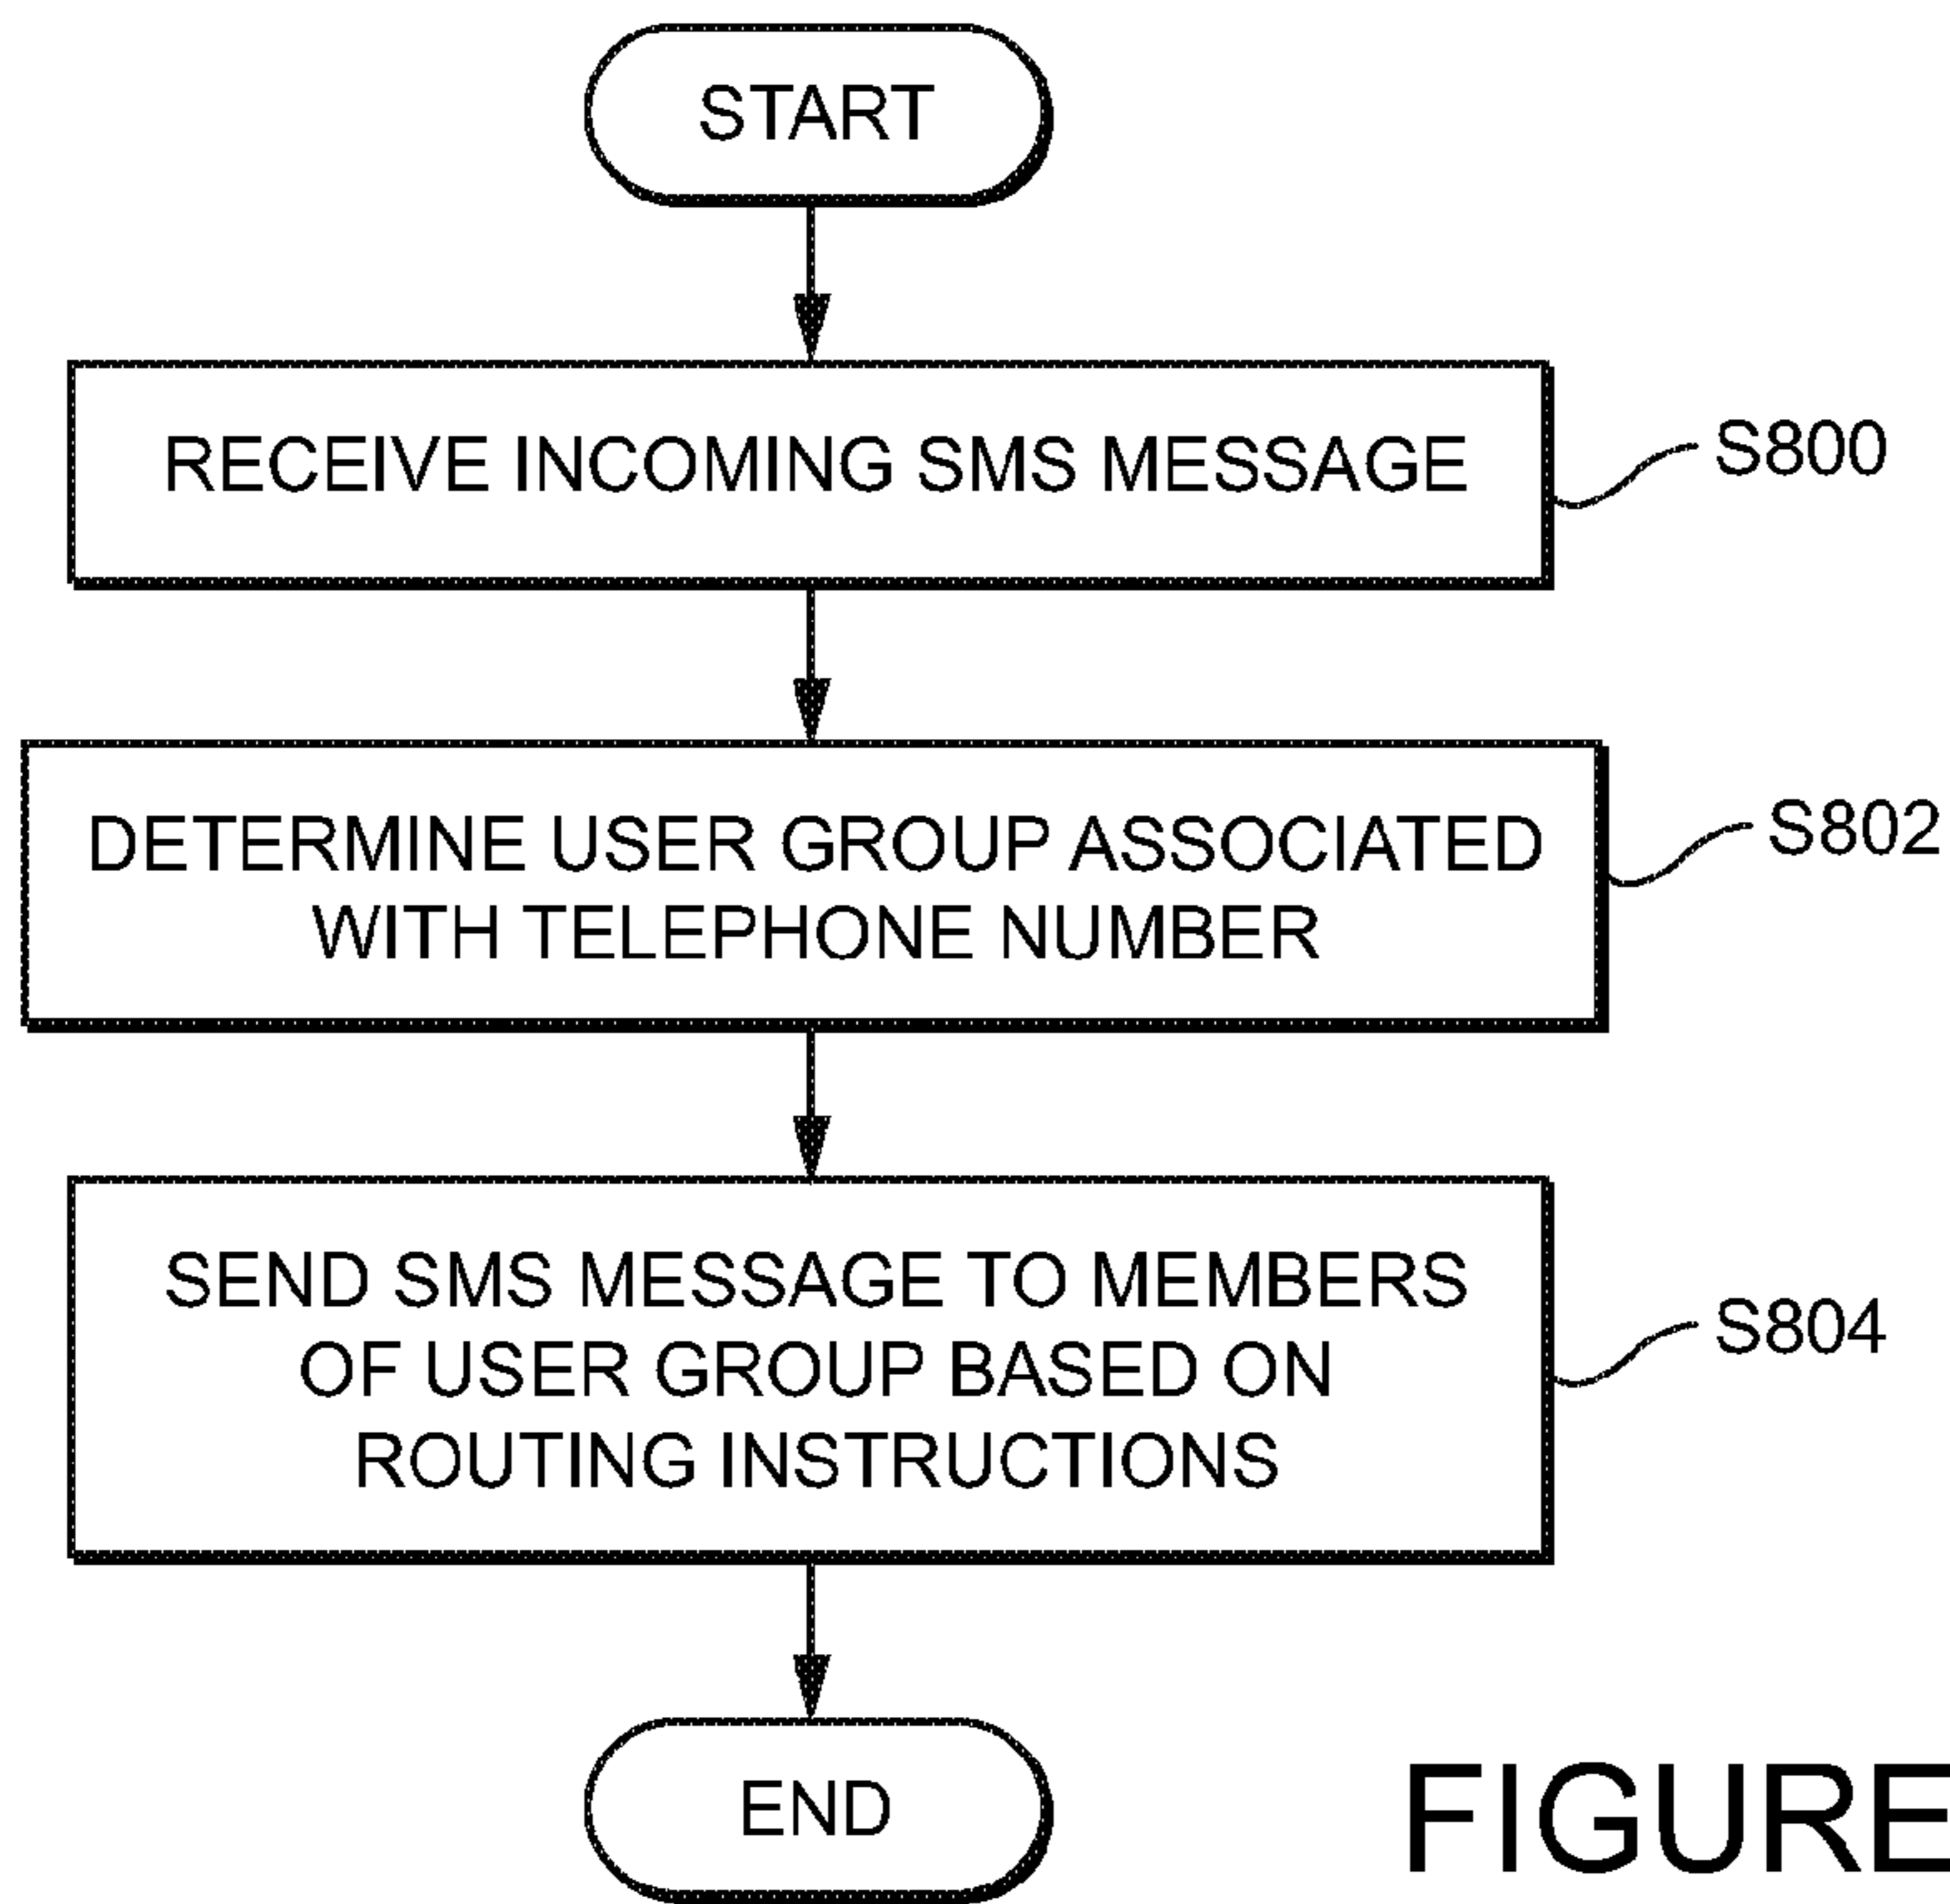 START
RECEIVE INCOMING SMS MESSAGE
S800
DETERMINE USER GROUP ASSOCIATED
WITH TELEPHONE NUMBER
S802
SEND SMS MESSAGE TO MEMBERS
OF USER GROUP BASED ON
ROUTING INSTRUCTIONS
S804
END
FIGURE